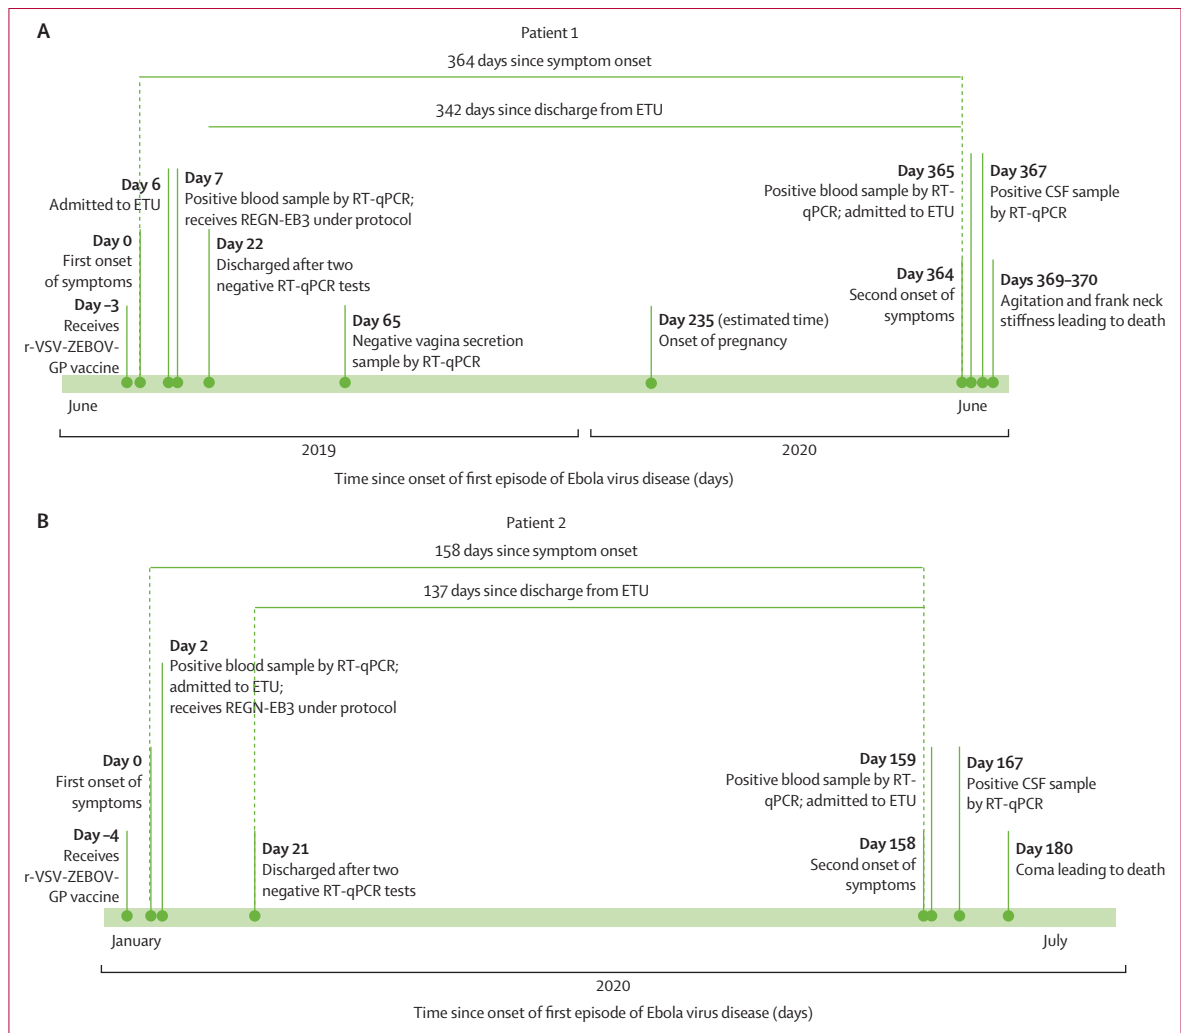 A
Patient 1
364 days since symptom onset
342 days since discharge from ETU
Day 6
Admitted to ETU
Day 7
Positive blood sample by RT-qPCR;
receives REGN-EB3 under protocol
Day 0
First onset
of symptoms
Day 22
Discharged after two
negative RT-qPCR tests
Day –3
Receives
r-VSV-ZEBOV-
GP vaccine
Day 65
Negative vagina secretion
sample by RT-qPCR
Day 235 (estimated time)
Onset of pregnancy
Day 365
Positive blood sample by RT-
qPCR; admitted to ETU
Day 367
Positive CSF sample
by RT-qPCR
Day 364
Second onset of
symptoms
Days 369–370
Agitation and frank neck
stiffness leading to death
June
June
2019
2020
Time since onset of first episode of Ebola virus disease (days)
B
Patient 2
158 days since symptom onset
137 days since discharge from ETU
Day 2
Positive blood sample by RT-qPCR;
admitted to ETU;
receives REGN-EB3 under protocol
Day 0
First onset of
symptoms
Day –4
Receives
r-VSV-ZEBOV-
GP vaccine
Day 21
Discharged after two
negative RT-qPCR tests
Day 159
Positive blood sample by RT-
qPCR; admitted to ETU
Day 167
Positive CSF sample
by RT-qPCR
Day 158
Second onset of
symptoms
Day 180
Coma leading to death
January
July
2020
Time since onset of first episode of Ebola virus disease (days)